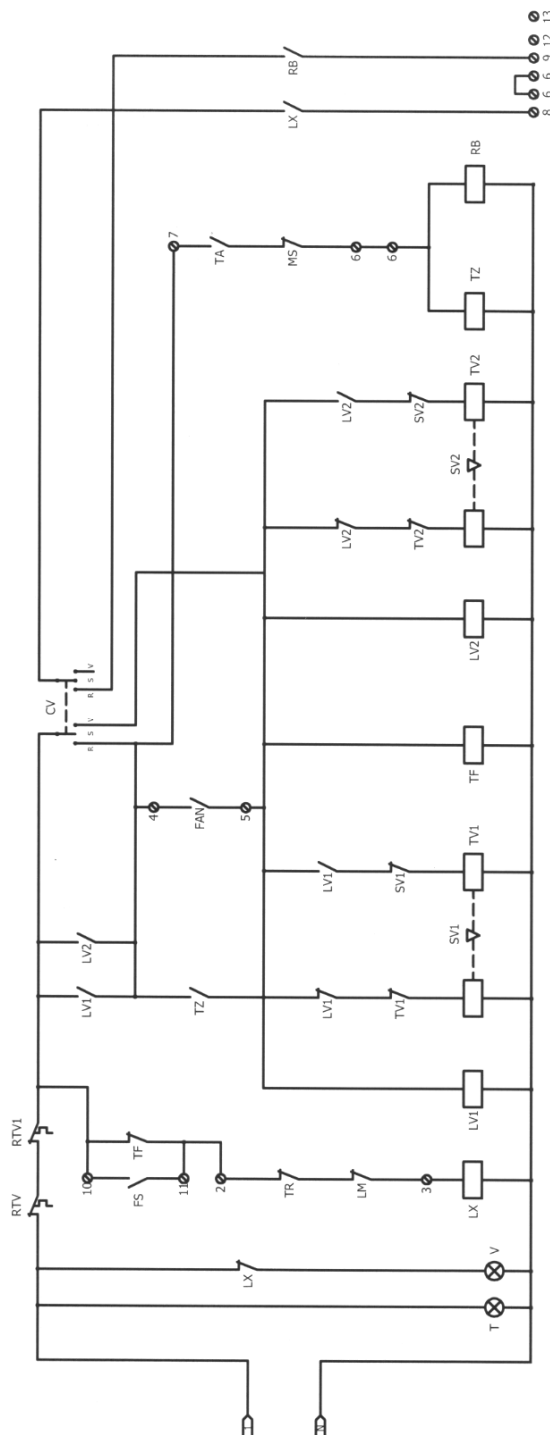 RTV
RTV1
CV
R
S
V
R
S
V
LV1
LV2
10
TF
FS
4
7
11
TZ
FAN
TA
2
5
LX
TR
MS
LX
RB
N
LM
LV1
LV1
LV2
LV2
6
TV1
SV1
TV2
SV2
6
3
SV1
SV2
T
V
LX
LV1
TV1
TF
LV2
TV2
TZ
RB
8
6
6
9
12
13